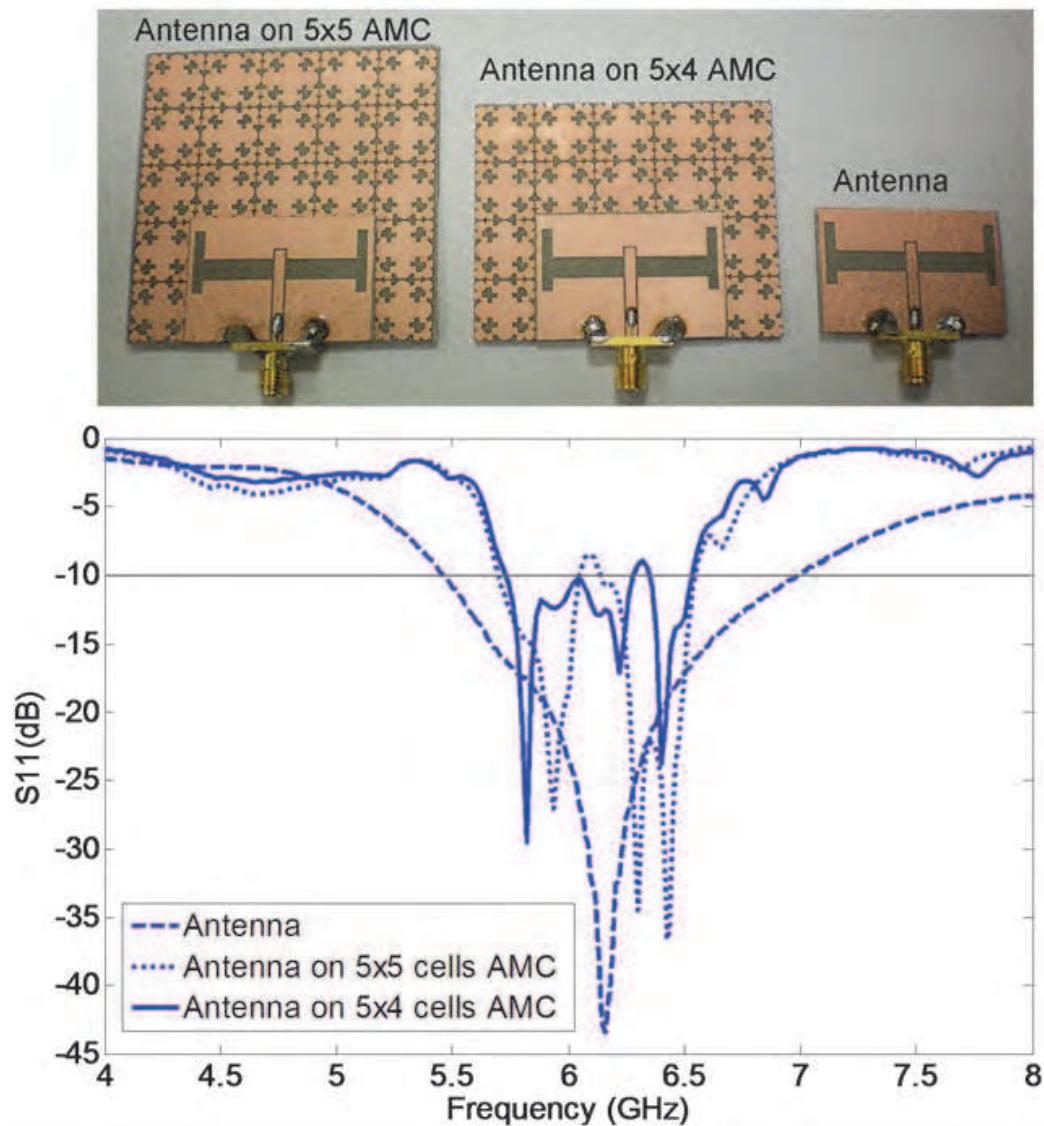 Antenna on 5x5 AMC
Antenna on 5x4 AMC
Antenna
0
-5
-10
-15
-20
-25
-30
-35
-40
-45
S11(dB)
Antenna
Antenna on 5x5 cells AMC
Antenna on 5x4 cells AMC
4 4.5 5 5.5 6 6.5 7 7.5 8
Frequency (GHz)